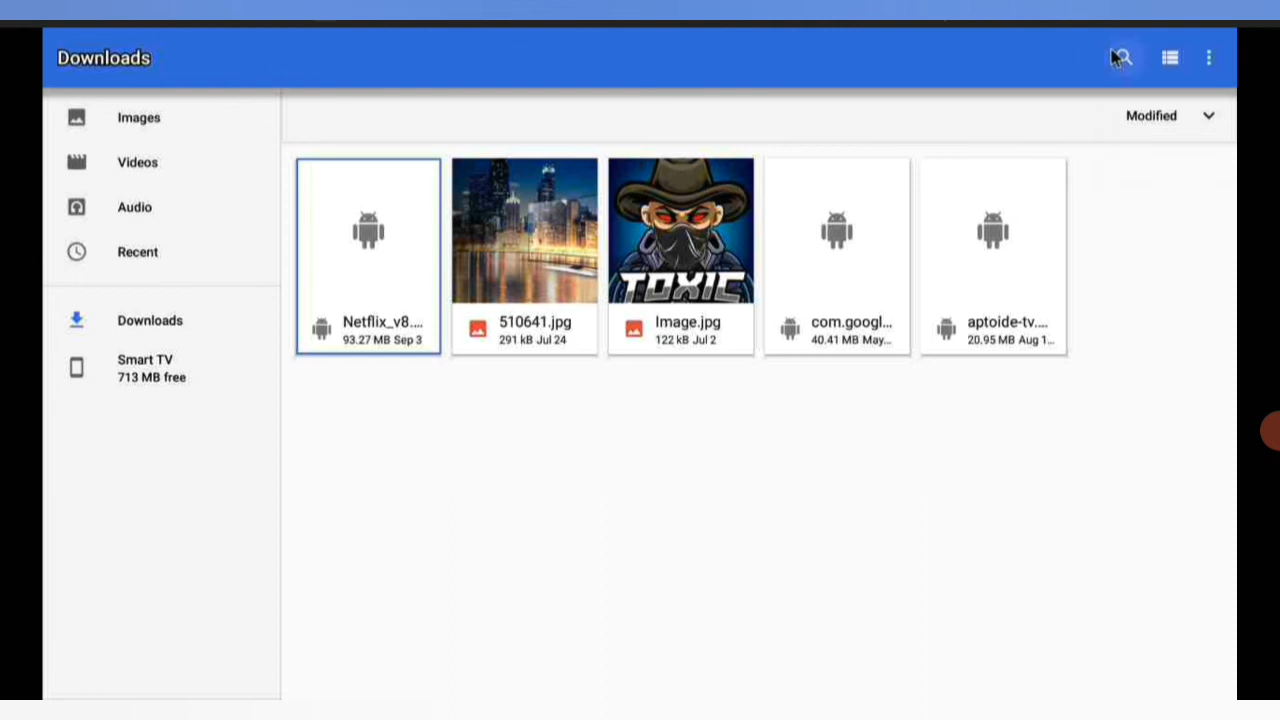 Downloads
Images
Videos
Audio
Recent
Downloads
Smart TV
713 MB free
Modified
Netflix_v8....
93.27 MB Sep 3
510641.jpg
291 kB Jul 24
TOXIC
Image.jpg
122 kB Jul 2
com.googl...
40.41 MB May...
aptoide-tv....
20.95 MB Aug 1...